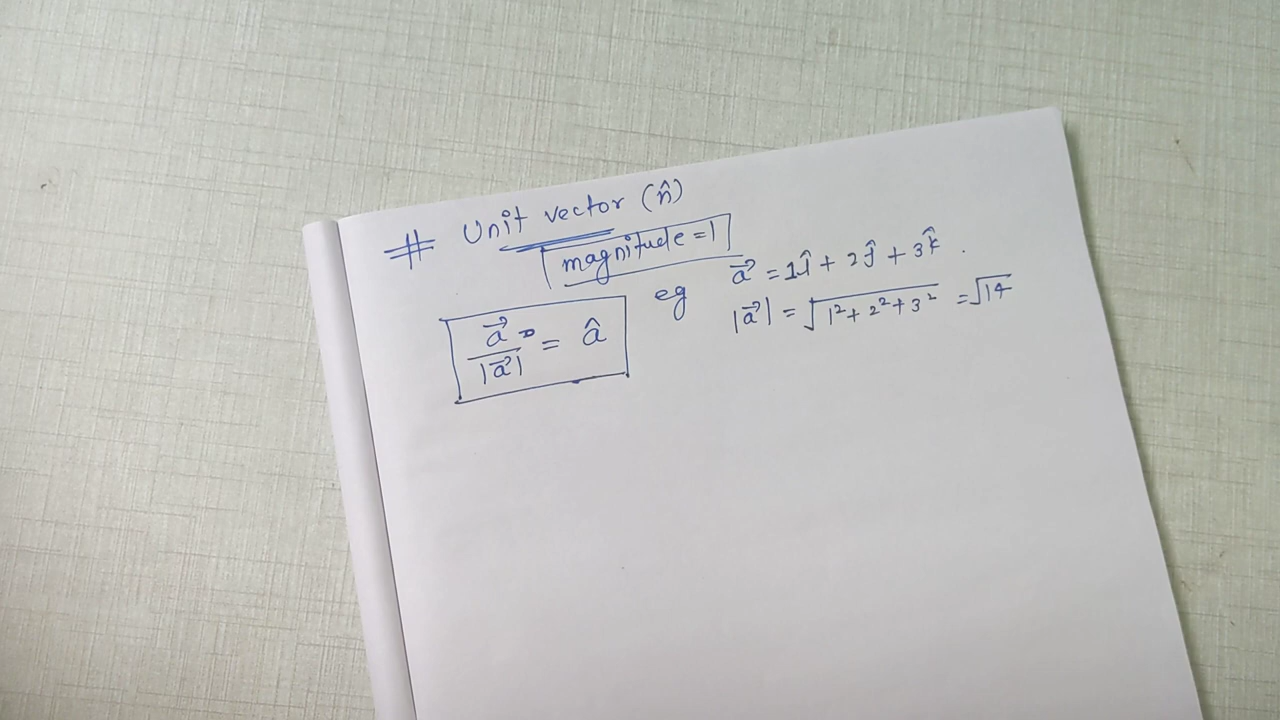 # Unit vector (n̂)
magnitude = 1
a⃗ / |a⃗| = â
eg a⃗ = 1î + 2ĵ + 3k̂.
|a⃗| = √(1² + 2² + 3²) = √14